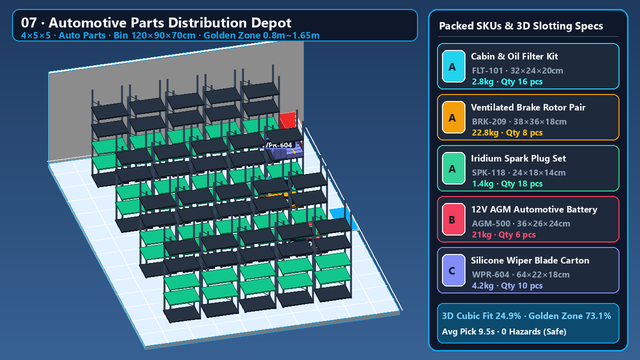 07 · Automotive Parts Distribution Depot
4×5×5 · Auto Parts · Bin 120×90×70cm · Golden Zone 0.8m~1.65m
Packed SKUs & 3D Slotting Specs
A
Cabin & Oil Filter Kit
FLT-101 · 32×24×20cm
2.8kg · Qty 16 pcs
A
Ventilated Brake Rotor Pair
BRK-209 · 38×36×18cm
22.8kg · Qty 8 pcs
A
Iridium Spark Plug Set
SPK-118 · 24×18×14cm
1.4kg · Qty 18 pcs
B
12V AGM Automotive Battery
AGM-500 · 36×26×24cm
21kg · Qty 6 pcs
C
Silicone Wiper Blade Carton
WPR-604 · 64×22×18cm
4.2kg · Qty 10 pcs
3D Cubic Fit 24.9% · Golden Zone 73.1%
Avg Pick 9.5s · 0 Hazards (Safe)